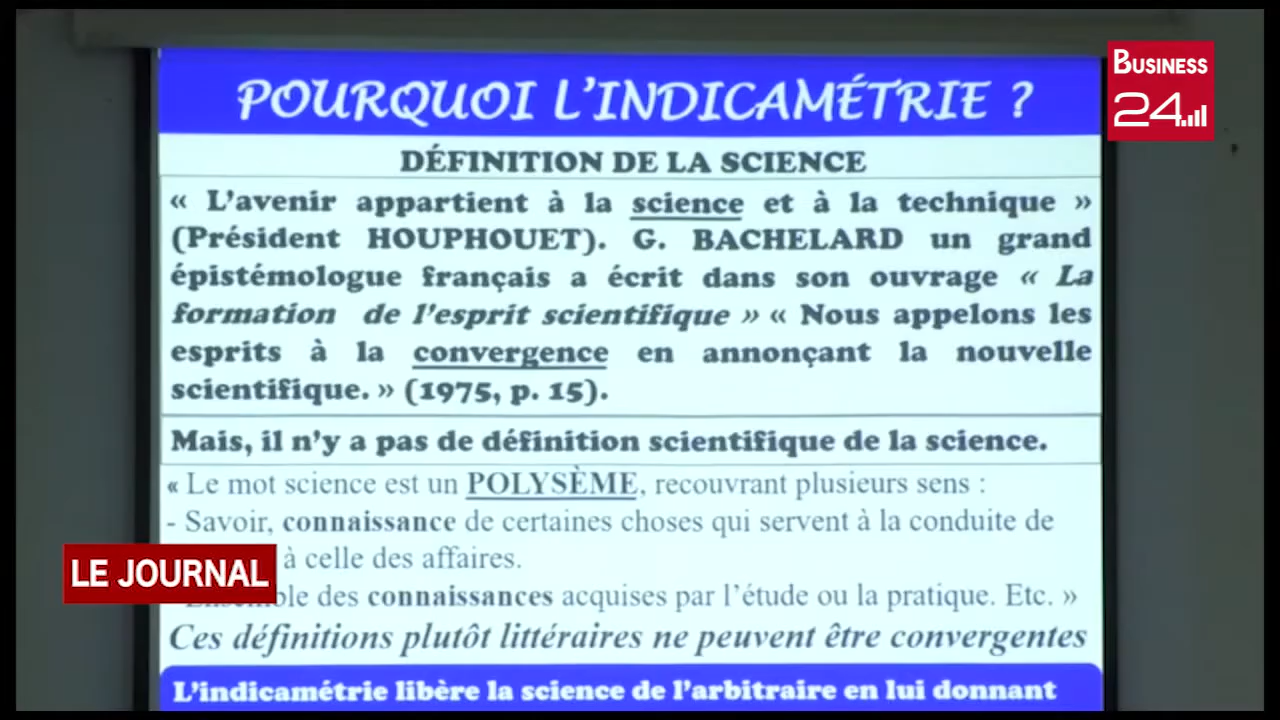 POURQUOI L'INDICAMÉTRIE ?
BUSINESS
24
DÉFINITION DE LA SCIENCE
« L'avenir appartient à la science et à la technique »
(Président HOUPHOUET). G. BACHELARD un grand
épistémologue français a écrit dans son ouvrage « La
formation de l'esprit scientifique » « Nous appelons les
esprits à la convergence en annonçant la nouvelle
scientifique. » (1975, p. 15).
Mais, il n'y a pas de définition scientifique de la science.
« Le mot science est un POLYSÈME, recouvrant plusieurs sens :
- Savoir, connaissance de certaines choses qui servent à la conduite de
à celle des affaires.
LE JOURNAL
des connaissances acquises par l'étude ou la pratique. Etc. »
Ces définitions plutôt littéraires ne peuvent être convergentes
L'indicamétrie libère la science de l'arbitraire en lui donnant